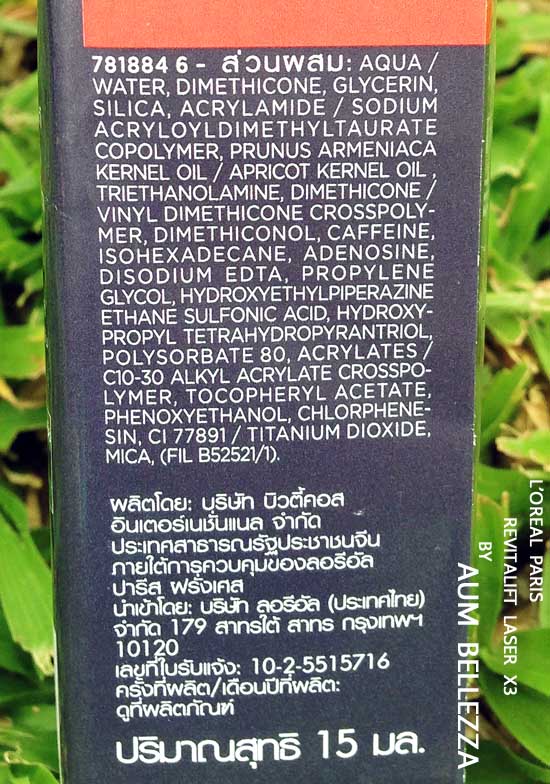 781884 6 - ส่วนผสม: AQUA /
WATER, DIMETHICONE, GLYCERIN,
SILICA, ACRYLAMIDE / SODIUM
ACRYLOYLDIMETHYLTAURATE
COPOLYMER, PRUNUS ARMENIACA
KERNEL OIL / APRICOT KERNEL OIL ,
TRIETHANOLAMINE, DIMETHICONE /
VINYL DIMETHICONE CROSSPOLY-
MER, DIMETHICONOL, CAFFEINE,
ISOHEXADECANE, ADENOSINE,
DISODIUM EDTA, PROPYLENE
GLYCOL, HYDROXYETHYLPIPERAZINE
ETHANE SULFONIC ACID, HYDROXY-
PROPYL TETRAHYDROPYRANTRIOL,
POLYSORBATE 80, ACRYLATES /
C10-30 ALKYL ACRYLATE CROSSPO-
LYMER, TOCOPHERYL ACETATE,
PHENOXYETHANOL, CHLORPHENE-
SIN, CI 77891 / TITANIUM DIOXIDE,
MICA, (FIL B52521/1).
ผลิตโดย: บริษัท บิวตี้คอส
อินเตอร์เนชั่นแนล จำกัด
ประเทศสาธารณรัฐประชาชนจีน
ภายใต้การควบคุมของลอรีอัล
ปารีส ฝรั่งเศส
นำเข้าโดย: บริษัท ลอรีอัล (ประเทศไทย)
จำกัด 179 สาทรใต้ สาทร กรุงเทพฯ
10120
เลขที่ใบรับแจ้ง: 10-2-5515716
ครั้งที่ผลิต/เดือนปีที่ผลิต:
ดูที่ผลิตภัณฑ์
ปริมาณสุทธิ 15 มล.
L'OREAL PARIS
REVITALIFT LASER X3
BY
AUM BELLEZZA